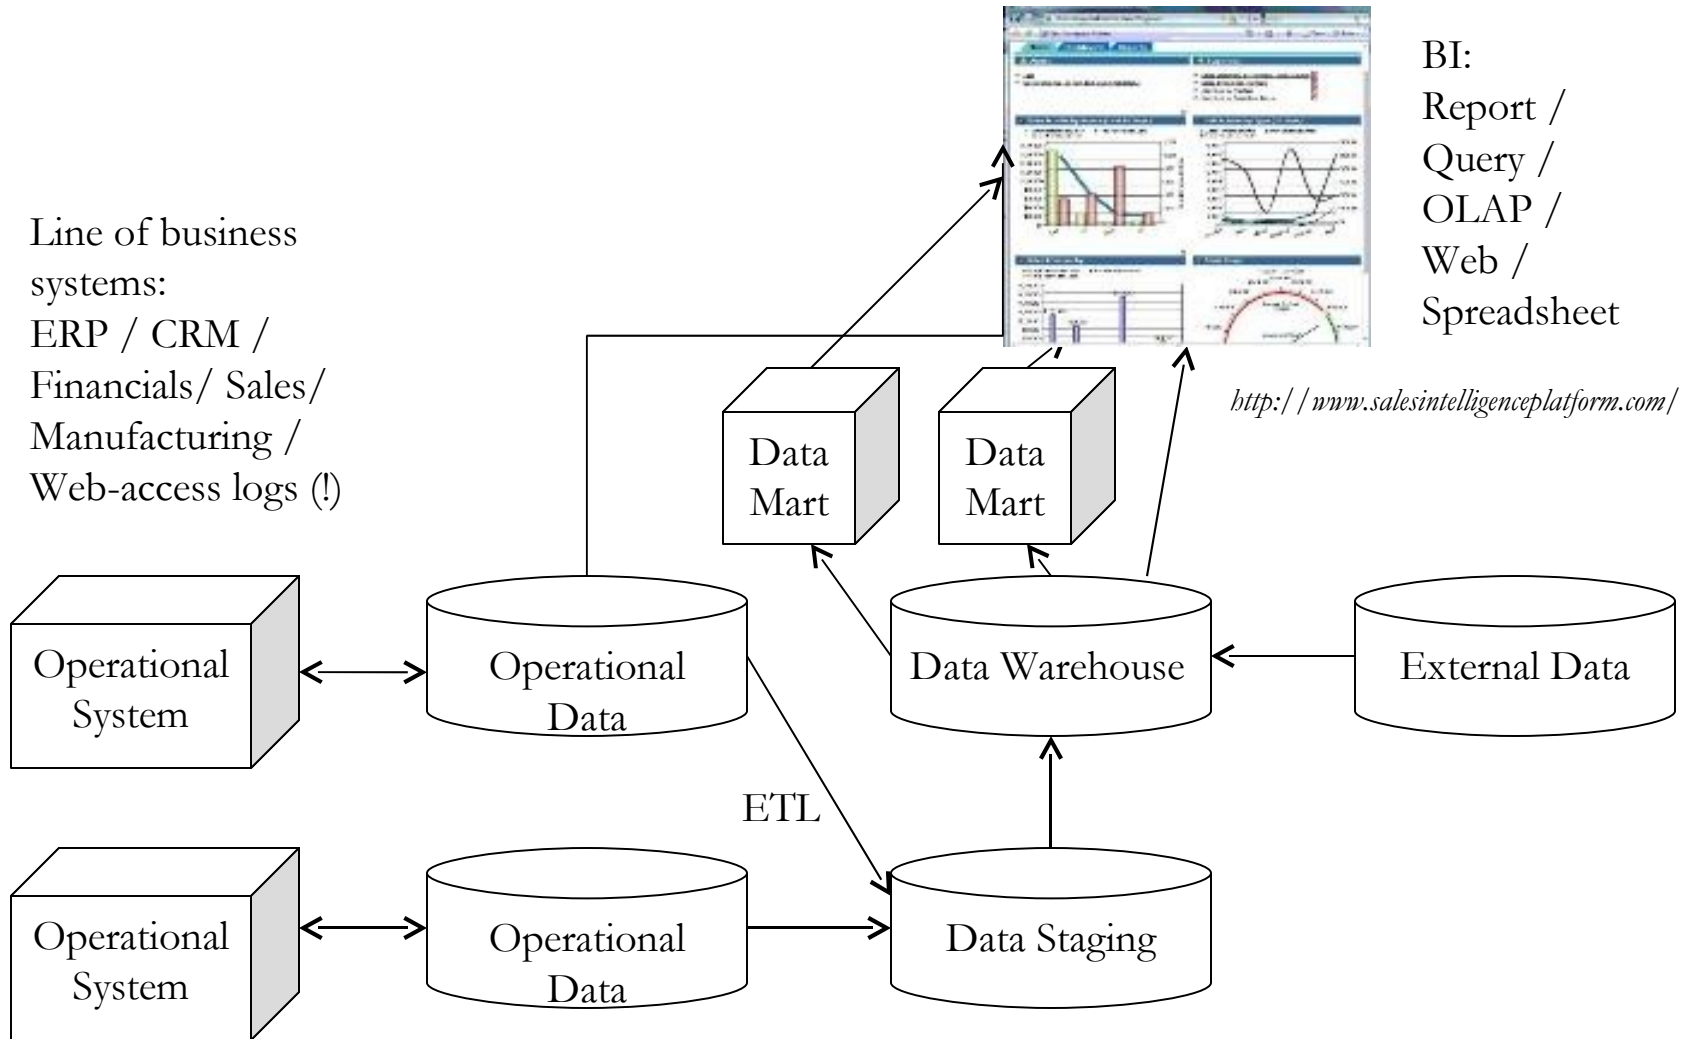 BI:
Report /
Query /
OLAP /
Web /
Spreadsheet
Line of business
systems:
ERP / CRM /
Financials/ Sales/
Manufacturing /
Web-access logs (!)
http://www.salesintelligenceplatform.com/
Data
Mart
Data
Mart
Operational
System
Operational
Data
Data Warehouse
External Data
ETL
Operational
System
Operational
Data
Data Staging